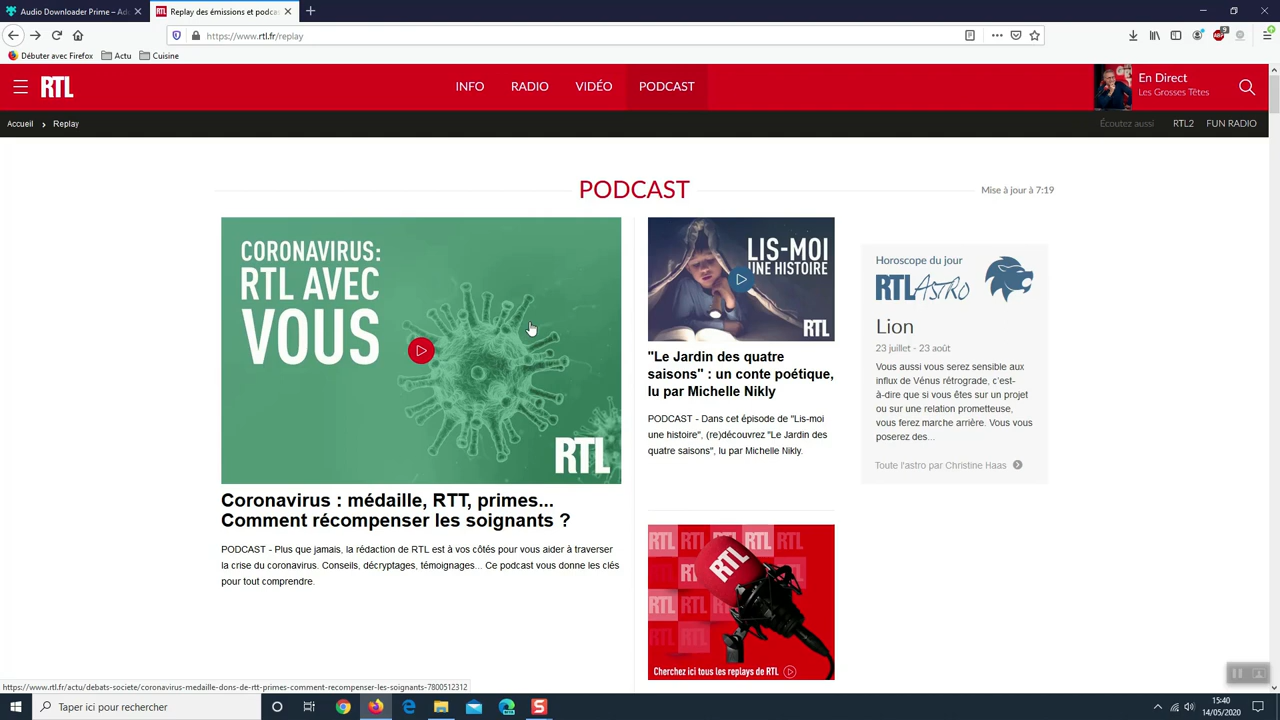 Audio Downloader Prime – Ad
Replay des émissions et podca
https://www.rtl.fr/replay
Débuter avec Firefox
Actu
Cuisine
RTL
INFO
RADIO
VIDÉO
PODCAST
En Direct
Les Grosses Têtes
Accueil
Replay
Écoutez aussi
RTL2
FUN RADIO
PODCAST
Mise à jour à 7:19
CORONAVIRUS:
RTL AVEC
VOUS
RTL
Coronavirus : médaille, RTT, primes...
Comment récompenser les soignants ?
PODCAST - Plus que jamais, la rédaction de RTL est à vos côtés pour vous aider à traverser
la crise du coronavirus. Conseils, décryptages, témoignages... Ce podcast vous donne les clés
pour tout comprendre.
LIS-MOI
UNE HISTOIRE
RTL
"Le Jardin des quatre
saisons" : un conte poétique,
lu par Michelle Nikly
PODCAST - Dans cet épisode de "Lis-moi
une histoire", (re)découvrez "Le Jardin des
quatre saisons", lu par Michelle Nikly.
RTL
Cherchez ici tous les replays de RTL
Horoscope du jour
RTL ASTRO
Lion
23 juillet - 23 août
Vous aussi vous serez sensible aux
influx de Vénus rétrograde, c'est-
à-dire que si vous êtes sur un projet
ou sur une relation prometteuse,
vous ferez marche arrière. Vous vous
poserez des...
Toute l'astro par Christine Haas
https://www.rtl.fr/actu/debats-societe/coronavirus-medaille-dons-de-rtt-primes-comment-recompenser-les-soignants-7800512312
Taper ici pour rechercher
15:40
14/05/2020